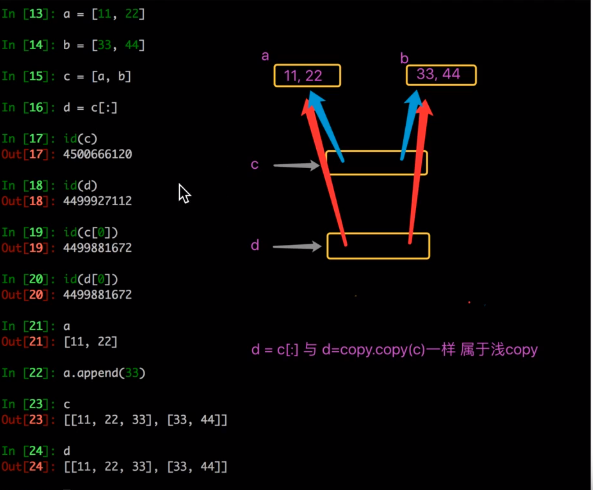 In [13]: a = [11, 22]
In [14]: b = [33, 44]
In [15]: c = [a, b]
In [16]: d = c[:]
In [17]: id(c)
Out[17]: 4500666120
In [18]: id(d)
Out[18]: 4499927112
In [19]: id(c[0])
Out[19]: 4499881672
In [20]: id(d[0])
Out[20]: 4499881672
In [21]: a
Out[21]: [11, 22]
In [22]: a.append(33)
In [23]: c
Out[23]: [[11, 22, 33], [33, 44]]
In [24]: d
Out[24]: [[11, 22, 33], [33, 44]]
a
b
11, 22
33, 44
c
d
d = c[:] 与 d=copy.copy(c)一样 属于浅copy